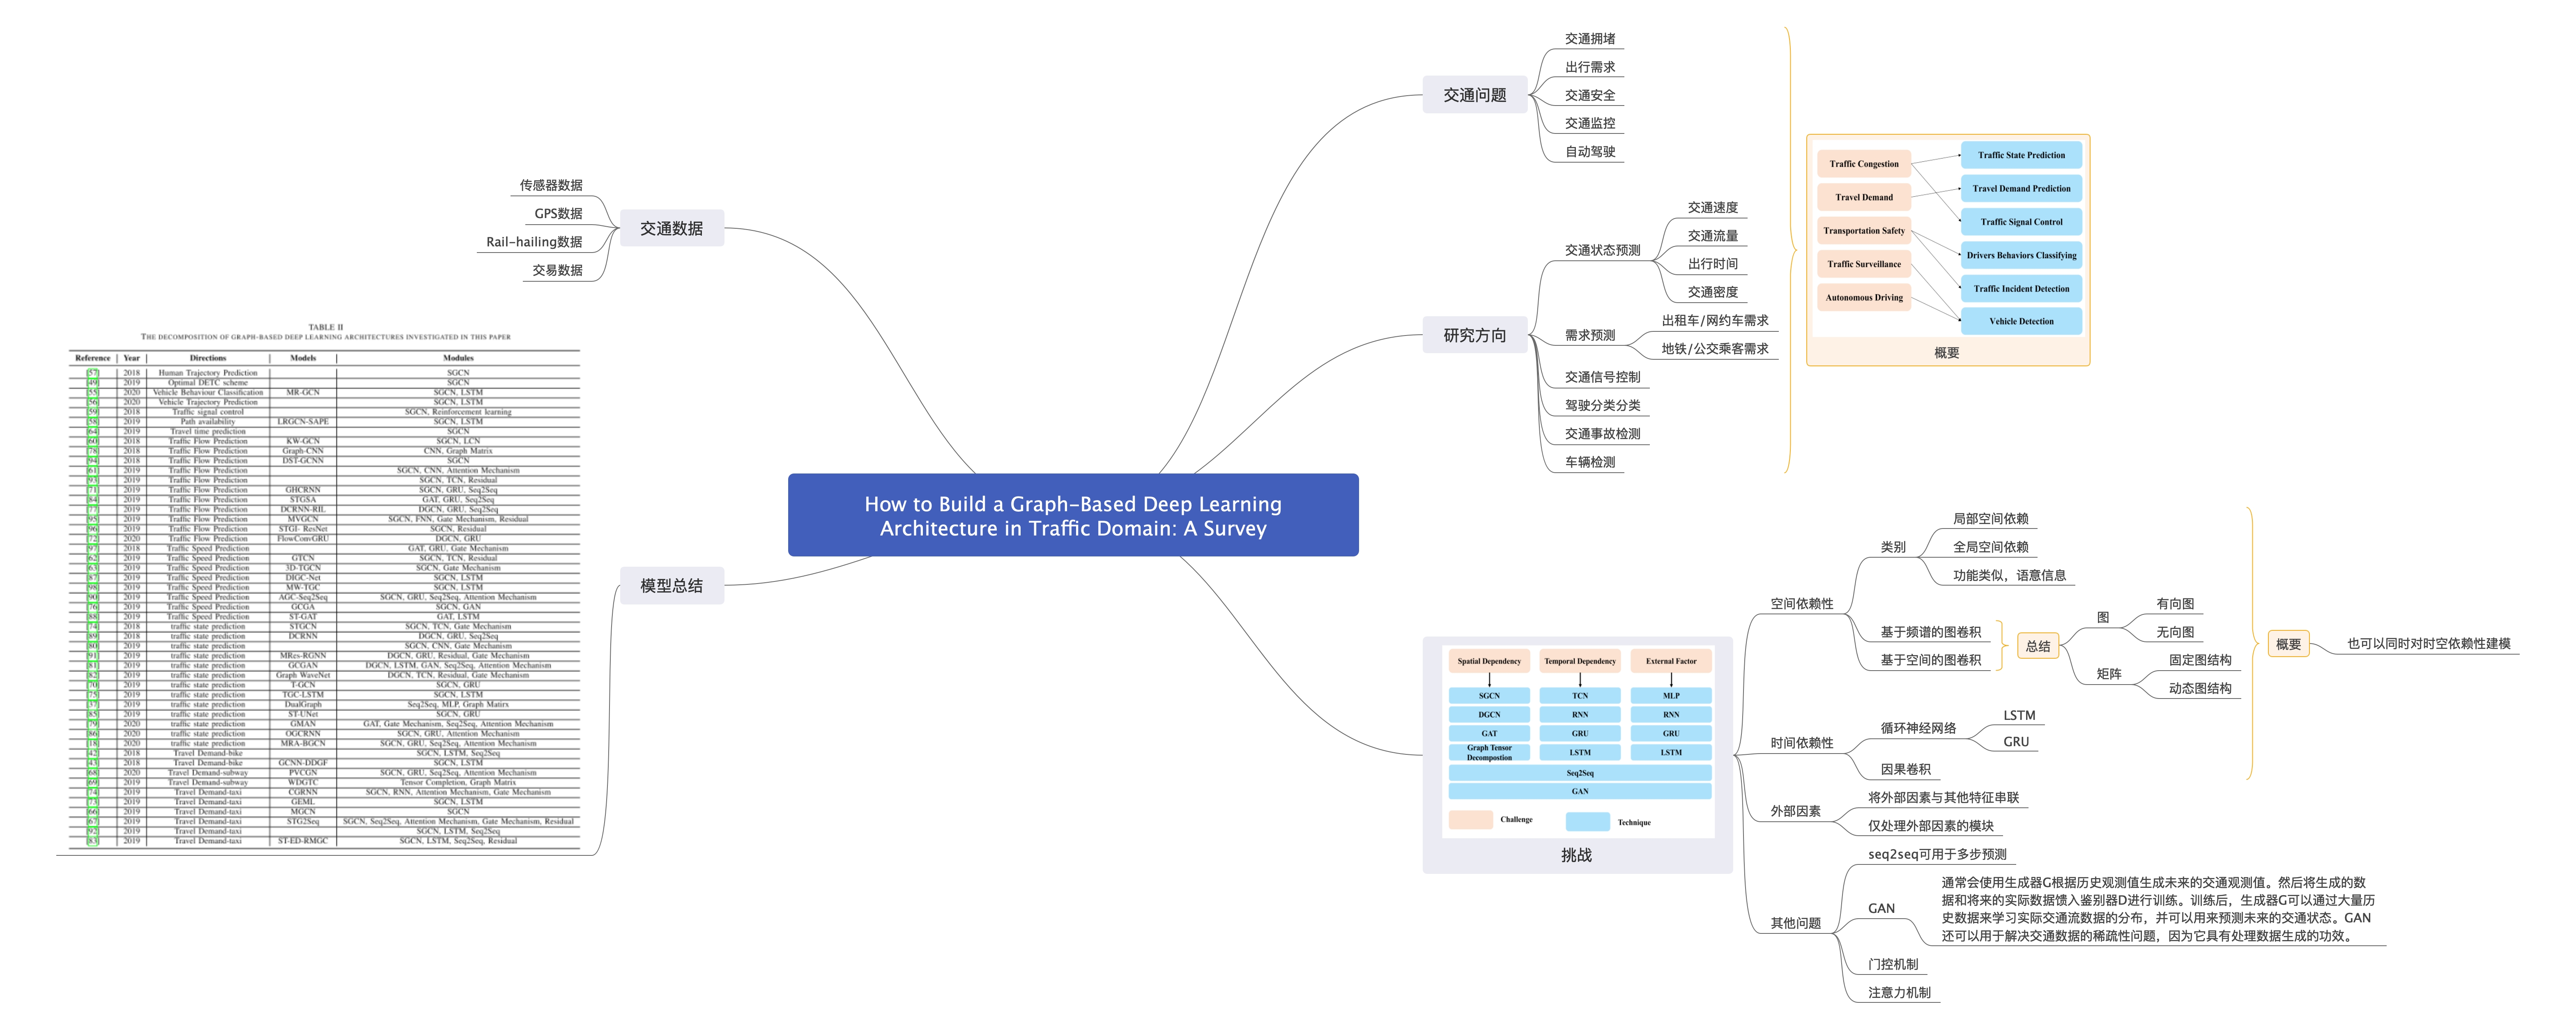 How to Build a Graph-Based Deep Learning
Architecture in Traffic Domain: A Survey
交通问题
交通拥堵
出行需求
交通安全
交通监控
自动驾驶
研究方向
交通状态预测
交通速度
交通流量
出行时间
交通密度
需求预测
出租车/网约车需求
地铁/公交乘客需求
交通信号控制
驾驶分类分类
交通事故检测
车辆检测
Traffic Congestion
Travel Demand
Transportation Safety
Traffic Surveillance
Autonomous Driving
Traffic State Prediction
Travel Demand Prediction
Traffic Signal Control
Drivers Behaviors Classifying
Traffic Incident Detection
Vehicle Detection
概要
Spatial Dependency Temporal Dependency External Factor
SGCN TCN MLP
DGCN RNN RNN
GAT GRU GRU
Graph Tensor
Decompostion LSTM LSTM
Seq2Seq
GAN
Challenge Technique
挑战
空间依赖性
类别
局部空间依赖
全局空间依赖
功能类似，语意信息
基于频谱的图卷积
基于空间的图卷积
总结
图
有向图
无向图
矩阵
固定图结构
动态图结构
时间依赖性
循环神经网络
LSTM
GRU
因果卷积
概要
也可以同时对时空依赖性建模
外部因素
将外部因素与其他特征串联
仅处理外部因素的模块
其他问题
seq2seq可用于多步预测
GAN
通常会使用生成器G根据历史观测值生成未来的交通观测值。然后将生成的数
据和将来的实际数据馈入鉴别器D进行训练。训练后，生成器G可以通过大量历
史数据来学习实际交通流数据的分布，并可以用来预测未来的交通状态。GAN
还可以用于解决交通数据的稀疏性问题，因为它具有处理数据生成的功效。
门控机制
注意力机制
交通数据
传感器数据
GPS数据
Rail-hailing数据
交易数据
模型总结
TABLE II
THE DECOMPOSITION OF GRAPH-BASED DEEP LEARNING ARCHITECTURES INVESTIGATED IN THIS PAPER
Reference Year Directions Models Modules
[57] 2018 Human Trajectory Prediction SGCN
[49] 2019 Optimal DETC scheme SGCN
[55] 2020 Vehicle Behaviour Classification MR-GCN SGCN, LSTM
[56] 2020 Vehicle Trajectory Prediction SGCN, LSTM
[59] 2018 Traffic signal control SGCN, Reinforcement learning
[58] 2019 Path availability LRGCN-SAPE SGCN, LSTM
[64] 2019 Travel time prediction SGCN
[60] 2018 Traffic Flow Prediction KW-GCN SGCN, LCN
[78] 2018 Traffic Flow Prediction Graph-CNN CNN, Graph Matrix
[94] 2018 Traffic Flow Prediction DST-GCNN SGCN
[61] 2019 Traffic Flow Prediction SGCN, CNN, Attention Mechanism
[93] 2019 Traffic Flow Prediction SGCN, TCN, Residual
[71] 2019 Traffic Flow Prediction GHCRNN SGCN, GRU, Seq2Seq
[84] 2019 Traffic Flow Prediction STGSA GAT, GRU, Seq2Seq
[77] 2019 Traffic Flow Prediction DCRNN-RIL DGCN, GRU, Seq2Seq
[95] 2019 Traffic Flow Prediction MVGCN SGCN, FNN, Gate Mechanism, Residual
[96] 2019 Traffic Flow Prediction STGI- ResNet SGCN, Residual
[72] 2020 Traffic Flow Prediction FlowConvGRU DGCN, GRU
[97] 2018 Traffic Speed Prediction GAT, GRU, Gate Mechanism
[62] 2019 Traffic Speed Prediction GTCN SGCN, TCN, Residual
[63] 2019 Traffic Speed Prediction 3D-TGCN SGCN, Gate Mechanism
[87] 2019 Traffic Speed Prediction DIGC-Net SGCN, LSTM
[98] 2019 Traffic Speed Prediction MW-TGC SGCN, LSTM
[90] 2019 Traffic Speed Prediction AGC-Seq2Seq SGCN, GRU, Seq2Seq, Attention Mechanism
[76] 2019 Traffic Speed Prediction GCGA SGCN, GAN
[88] 2019 Traffic Speed Prediction ST-GAT GAT, LSTM
[74] 2018 traffic state prediction STGCN SGCN, TCN, Gate Mechanism
[89] 2018 traffic state prediction DCRNN DGCN, GRU, Seq2Seq
[80] 2019 traffic state prediction SGCN, CNN, Gate Mechanism
[91] 2019 traffic state prediction MRes-RGNN DGCN, GRU, Residual, Gate Mechanism
[81] 2019 traffic state prediction GCGAN DGCN, LSTM, GAN, Seq2Seq, Attention Mechanism
[82] 2019 traffic state prediction Graph WaveNet DGCN, TCN, Residual, Gate Mechanism
[70] 2019 traffic state prediction T-GCN SGCN, GRU
[75] 2019 traffic state prediction TGC-LSTM SGCN, LSTM
[37] 2019 traffic state prediction DualGraph Seq2Seq, MLP, Graph Matirx
[85] 2019 traffic state prediction ST-UNet SGCN, GRU
[79] 2020 traffic state prediction GMAN GAT, Gate Mechanism, Seq2Seq, Attention Mechanism
[86] 2020 traffic state prediction OGCRNN SGCN, GRU, Attention Mechanism
[18] 2020 traffic state prediction MRA-BGCN SGCN, GRU, Seq2Seq, Attention Mechanism
[42] 2018 Travel Demand-bike SGCN, LSTM, Seq2Seq
[43] 2018 Travel Demand-bike GCNN-DDGF SGCN, LSTM
[68] 2020 Travel Demand-subway PVCGN SGCN, GRU, Seq2Seq, Attention Mechanism
[69] 2019 Travel Demand-subway WDGTC Tensor Completion, Graph Matrix
[74] 2019 Travel Demand-taxi CGRNN SGCN, RNN, Attention Mechanism, Gate Mechanism
[73] 2019 Travel Demand-taxi GEML SGCN, LSTM
[66] 2019 Travel Demand-taxi MGCN SGCN
[67] 2019 Travel Demand-taxi STG2Seq SGCN, Seq2Seq, Attention Mechanism, Gate Mechanism, Residual
[92] 2019 Travel Demand-taxi SGCN, LSTM, Seq2Seq
[83] 2019 Travel Demand-taxi ST-ED-RMGC SGCN, LSTM, Seq2Seq, Residual